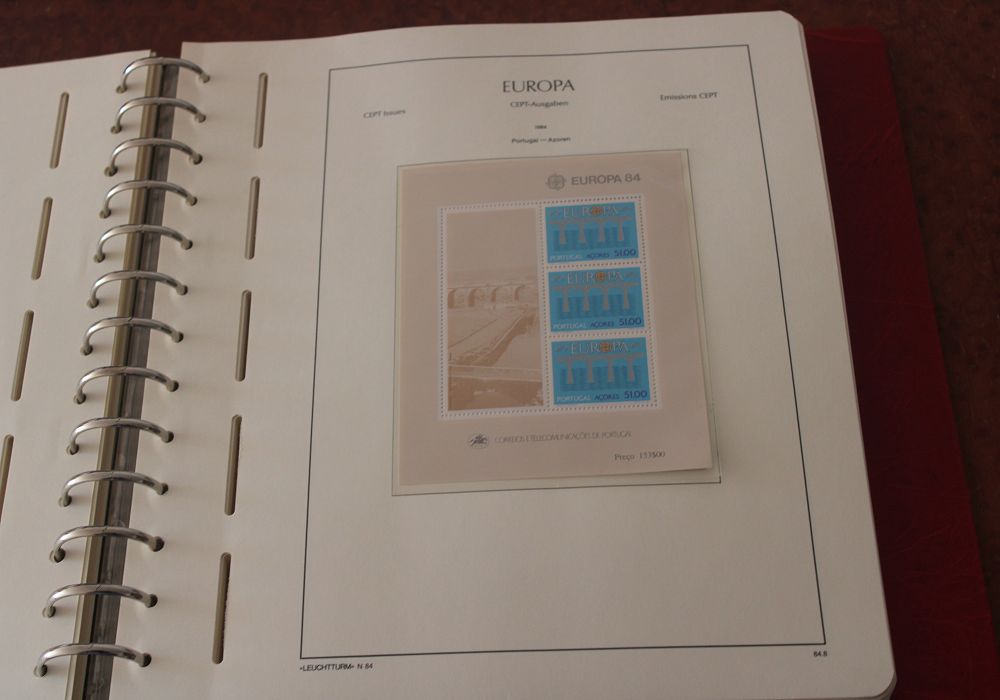 EUROPA
CEPT Issues
CEPT-Ausgaben
Emissions CEPT
1984
Portugal — Azoren
EUROPA 84
EUROPA
PORTUGAL AÇORES 51.00
EUROPA
PORTUGAL AÇORES 51.00
EUROPA
PORTUGAL AÇORES 51.00
CORREIOS E TELECOMUNICAÇÕES DE PORTUGAL
Preço 153$00
»LEUCHTTURM« N 84
84.8